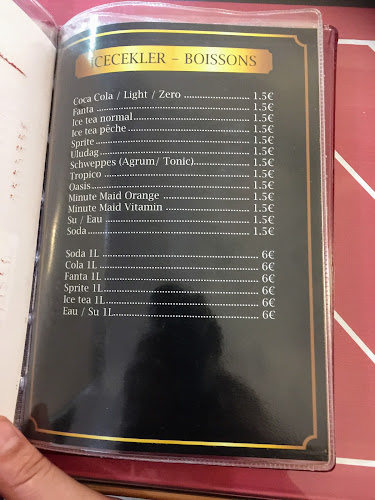 İCECEKLER – BOISSONS
Coca Cola / Light / Zero ........................ 1.5€
Fanta ........................ 1.5€
Ice tea normal ........................ 1.5€
Ice tea pêche ........................ 1.5€
Sprite ........................ 1.5€
Uludag ........................ 1.5€
Schweppes (Agrum/ Tonic) ........................ 1.5€
Tropico ........................ 1.5€
Oasis ........................ 1.5€
Minute Maid Orange ........................ 1.5€
Minute Maid Vitamin ........................ 1.5€
Su / Eau ........................ 1.5€
Soda ........................ 1.5€
Soda 1L ........................ 6€
Cola 1L ........................ 6€
Fanta 1L ........................ 6€
Sprite 1L ........................ 6€
Ice tea 1L ........................ 6€
Eau / Su 1L ........................ 6€